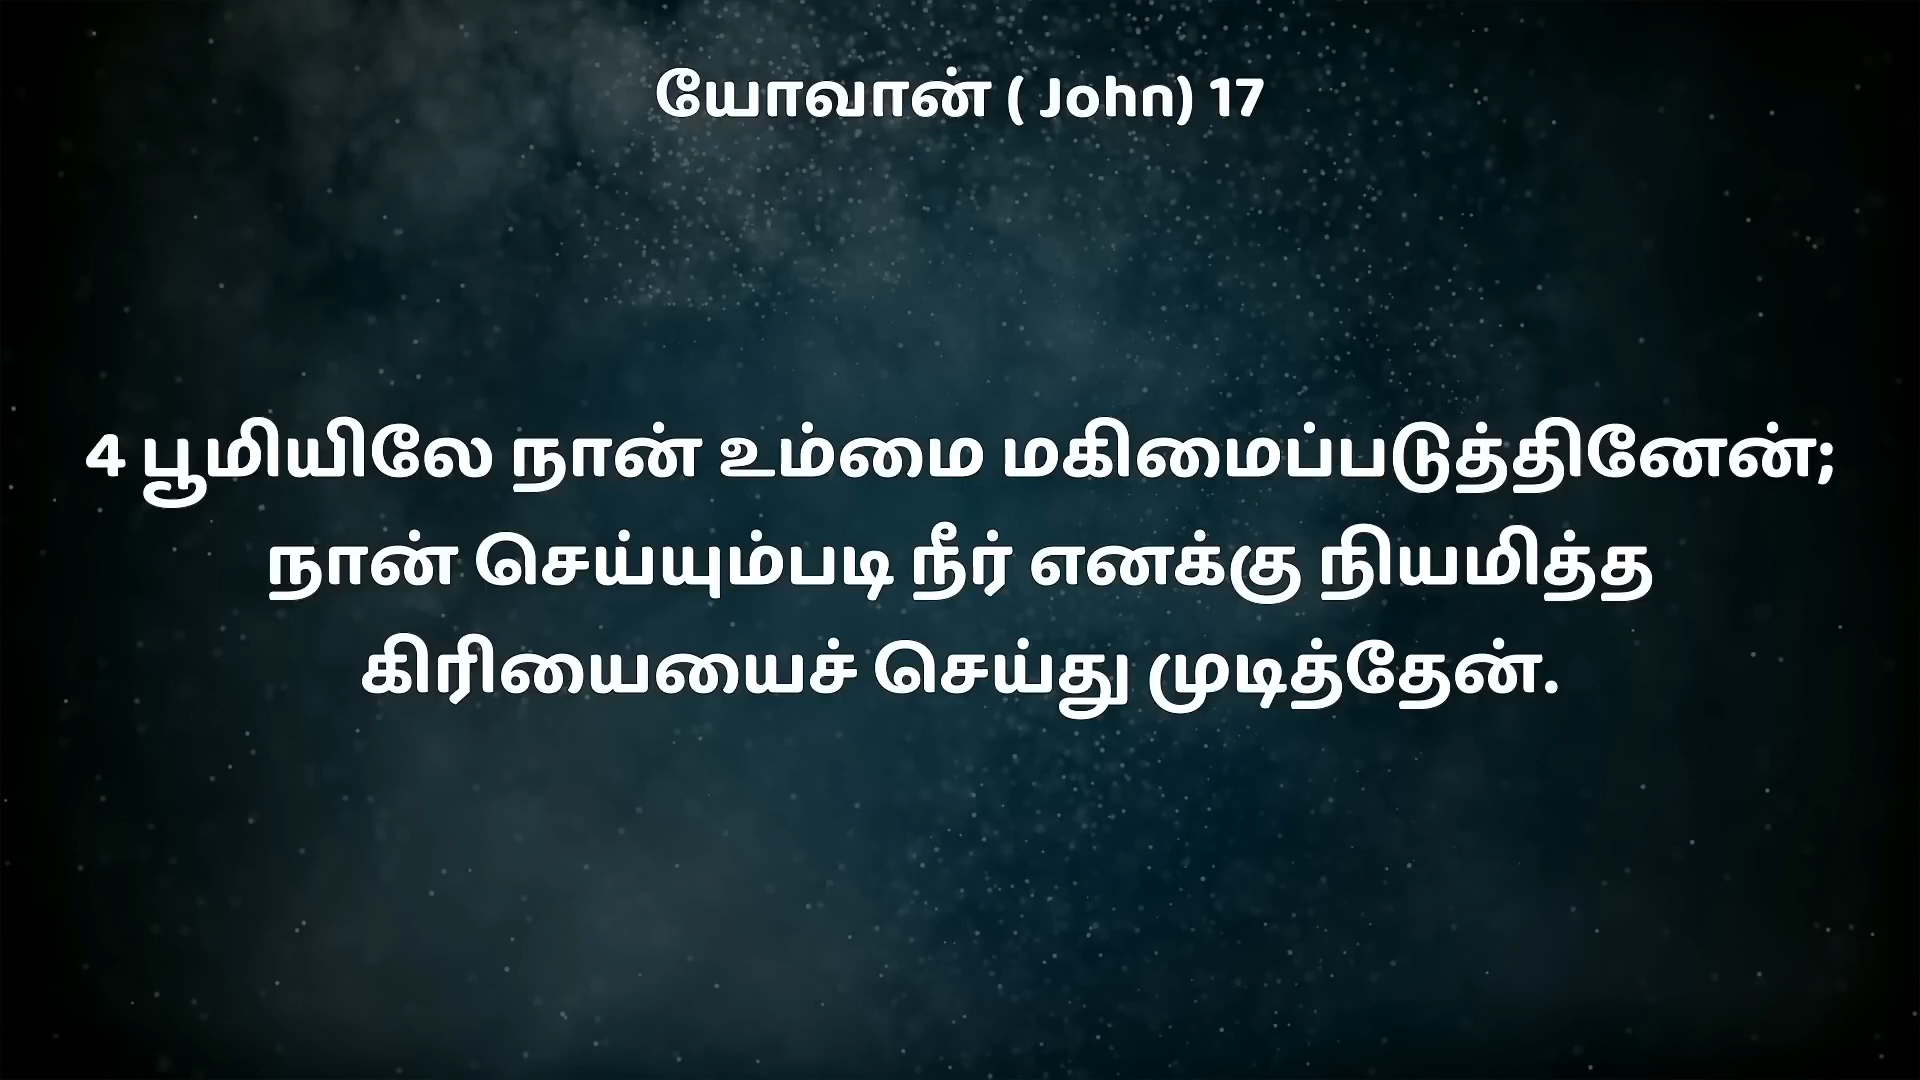 யோவான் ( John) 17
4 பூமியிலே நான் உம்மை மகிமைப்படுத்தினேன்;
நான் செய்யும்படி நீர் எனக்கு நியமித்த
கிரியையையைச் செய்து முடித்தேன்.